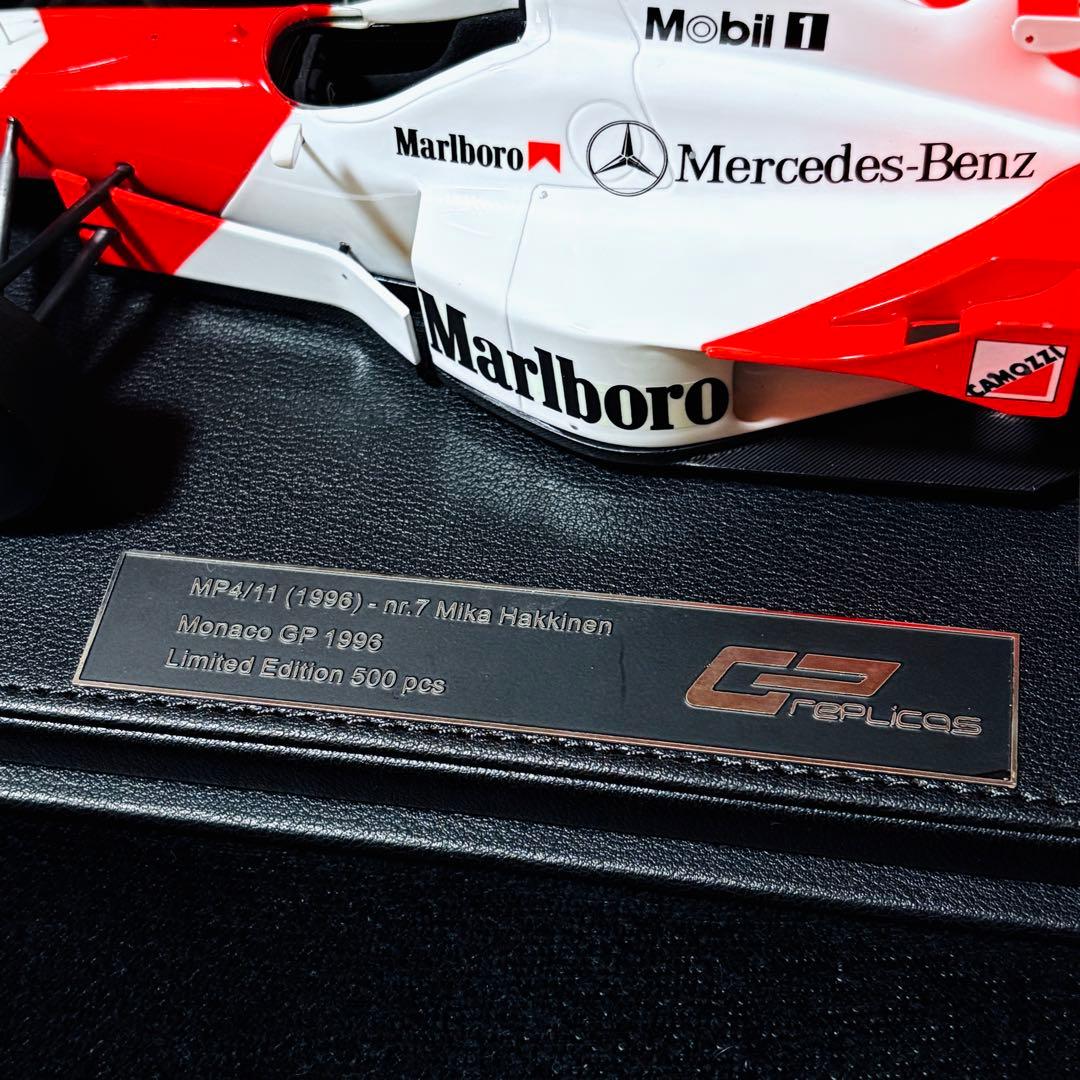 Mobil 1
Marlboro
Mercedes-Benz
Marlboro
CAMOZZI
MP4/11 (1996) - nr.7 Mika Hakkinen
Monaco GP 1996
Limited Edition 500 pcs
GP
rePLicas